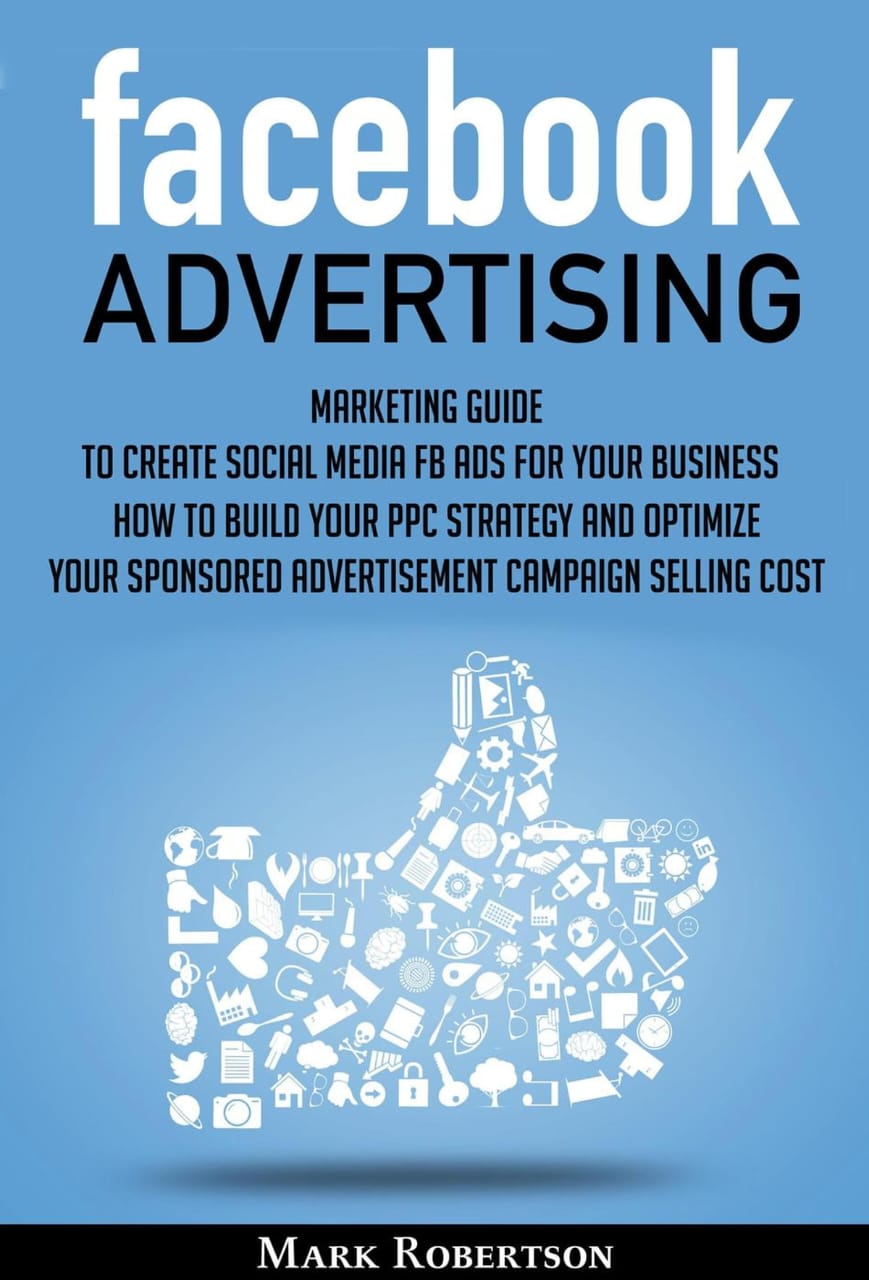 facebook
ADVERTISING
MARKETING GUIDE
TO CREATE SOCIAL MEDIA FB ADS FOR YOUR BUSINESS
HOW TO BUILD YOUR PPC STRATEGY AND OPTIMIZE
YOUR SPONSORED ADVERTISEMENT CAMPAIGN SELLING COST
in
MARK ROBERTSON